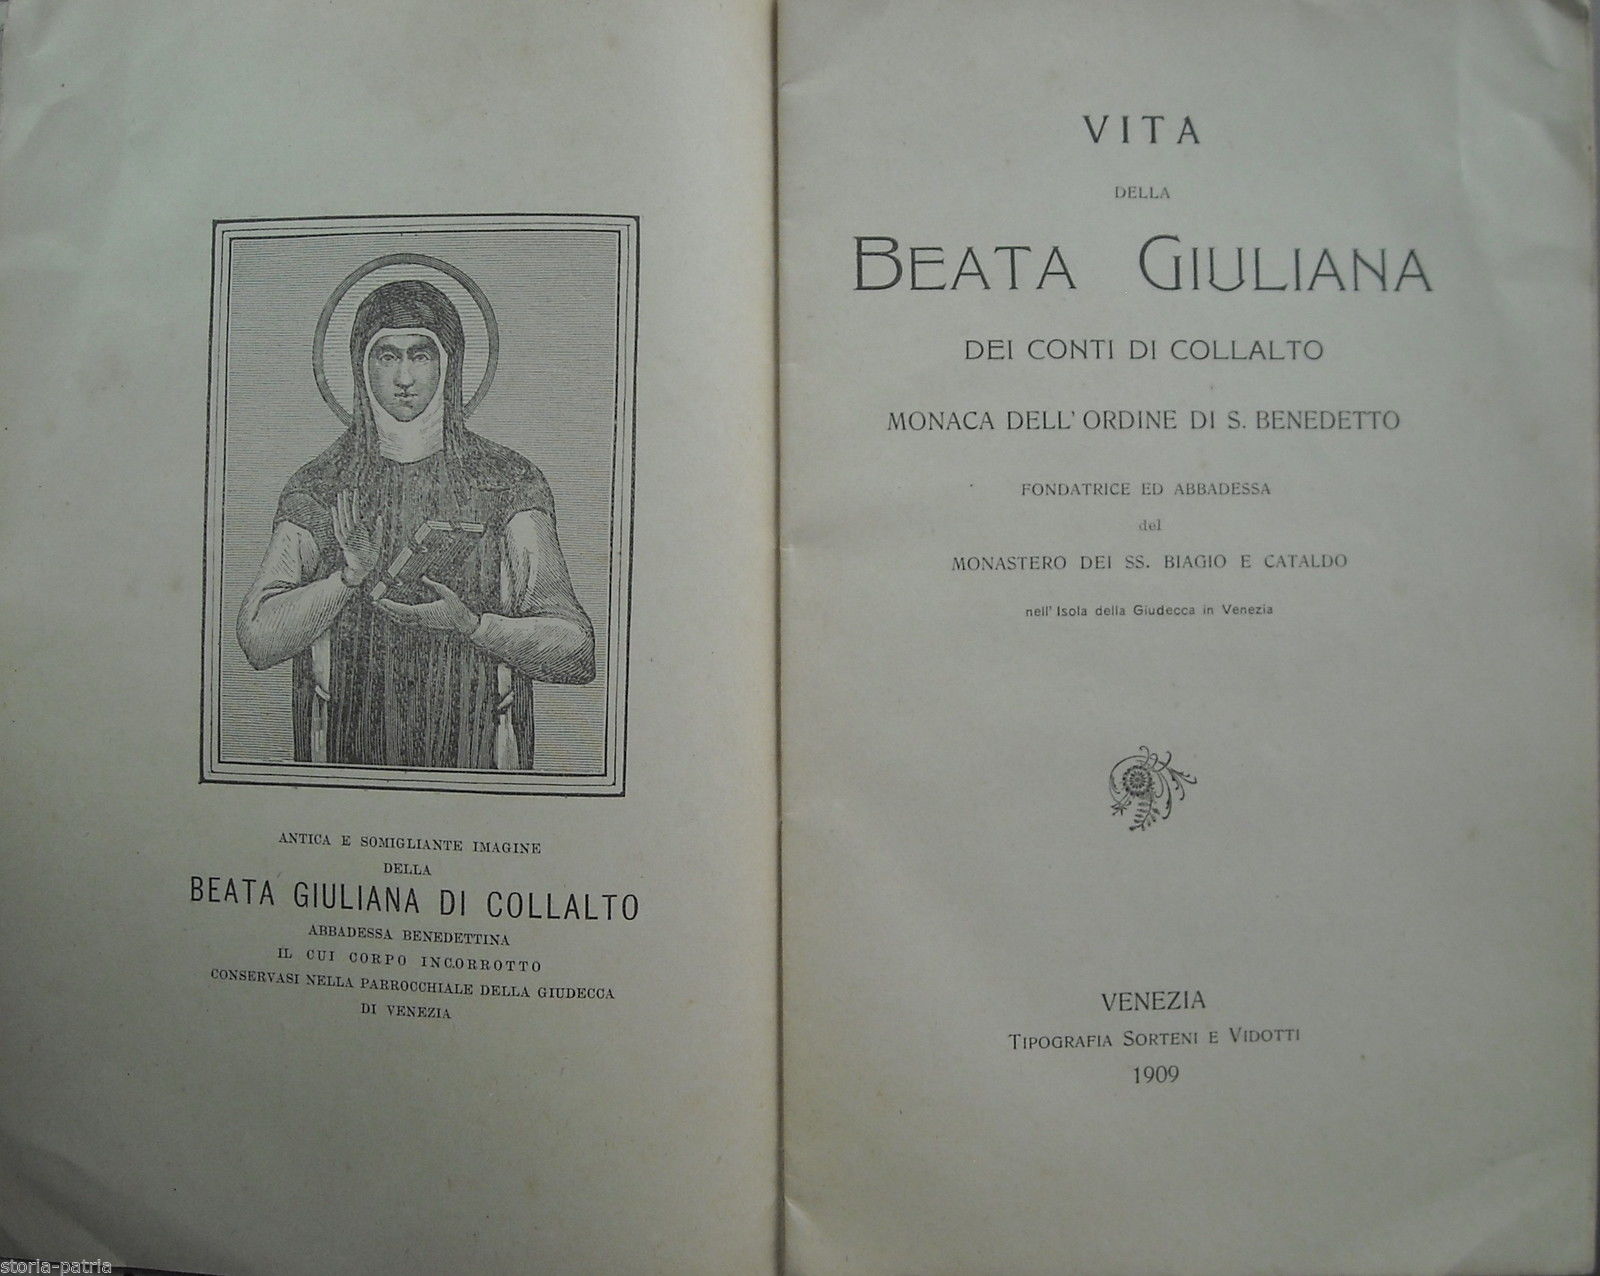 ANTICA E SOMIGLIANTE IMAGINE
DELLA
BEATA GIULIANA DI COLLALTO
ABBADESSA BENEDETTINA
IL CUI CORPO INCORROTTO
CONSERVASI NELLA PARROCCHIALE DELLA GIUDECCA
DI VENEZIA
VITA
DELLA
BEATA GIULIANA
DEI CONTI DI COLLALTO
MONACA DELL' ORDINE DI S. BENEDETTO
FONDATRICE ED ABBADESSA
del
MONASTERO DEI SS. BIAGIO E CATALDO
nell' Isola della Giudecca in Venezia
VENEZIA
TIPOGRAFIA SORTENI E VIDOTTI
1909
storia-patria